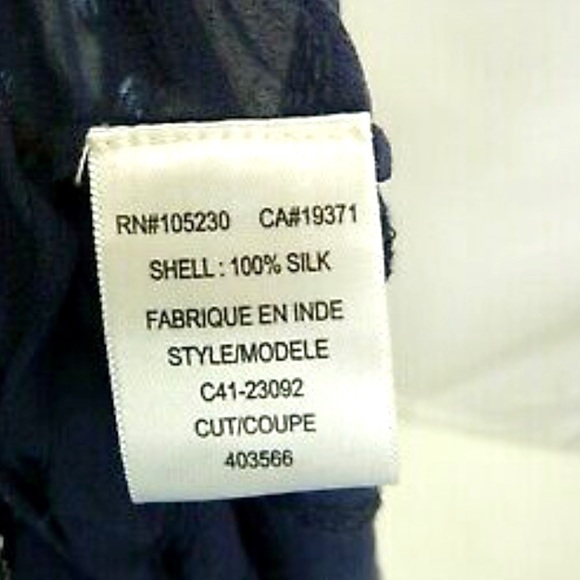 RN#105230 CA#19371
SHELL : 100% SILK
FABRIQUE EN INDE
STYLE/MODELE
C41-23092
CUT/COUPE
403566